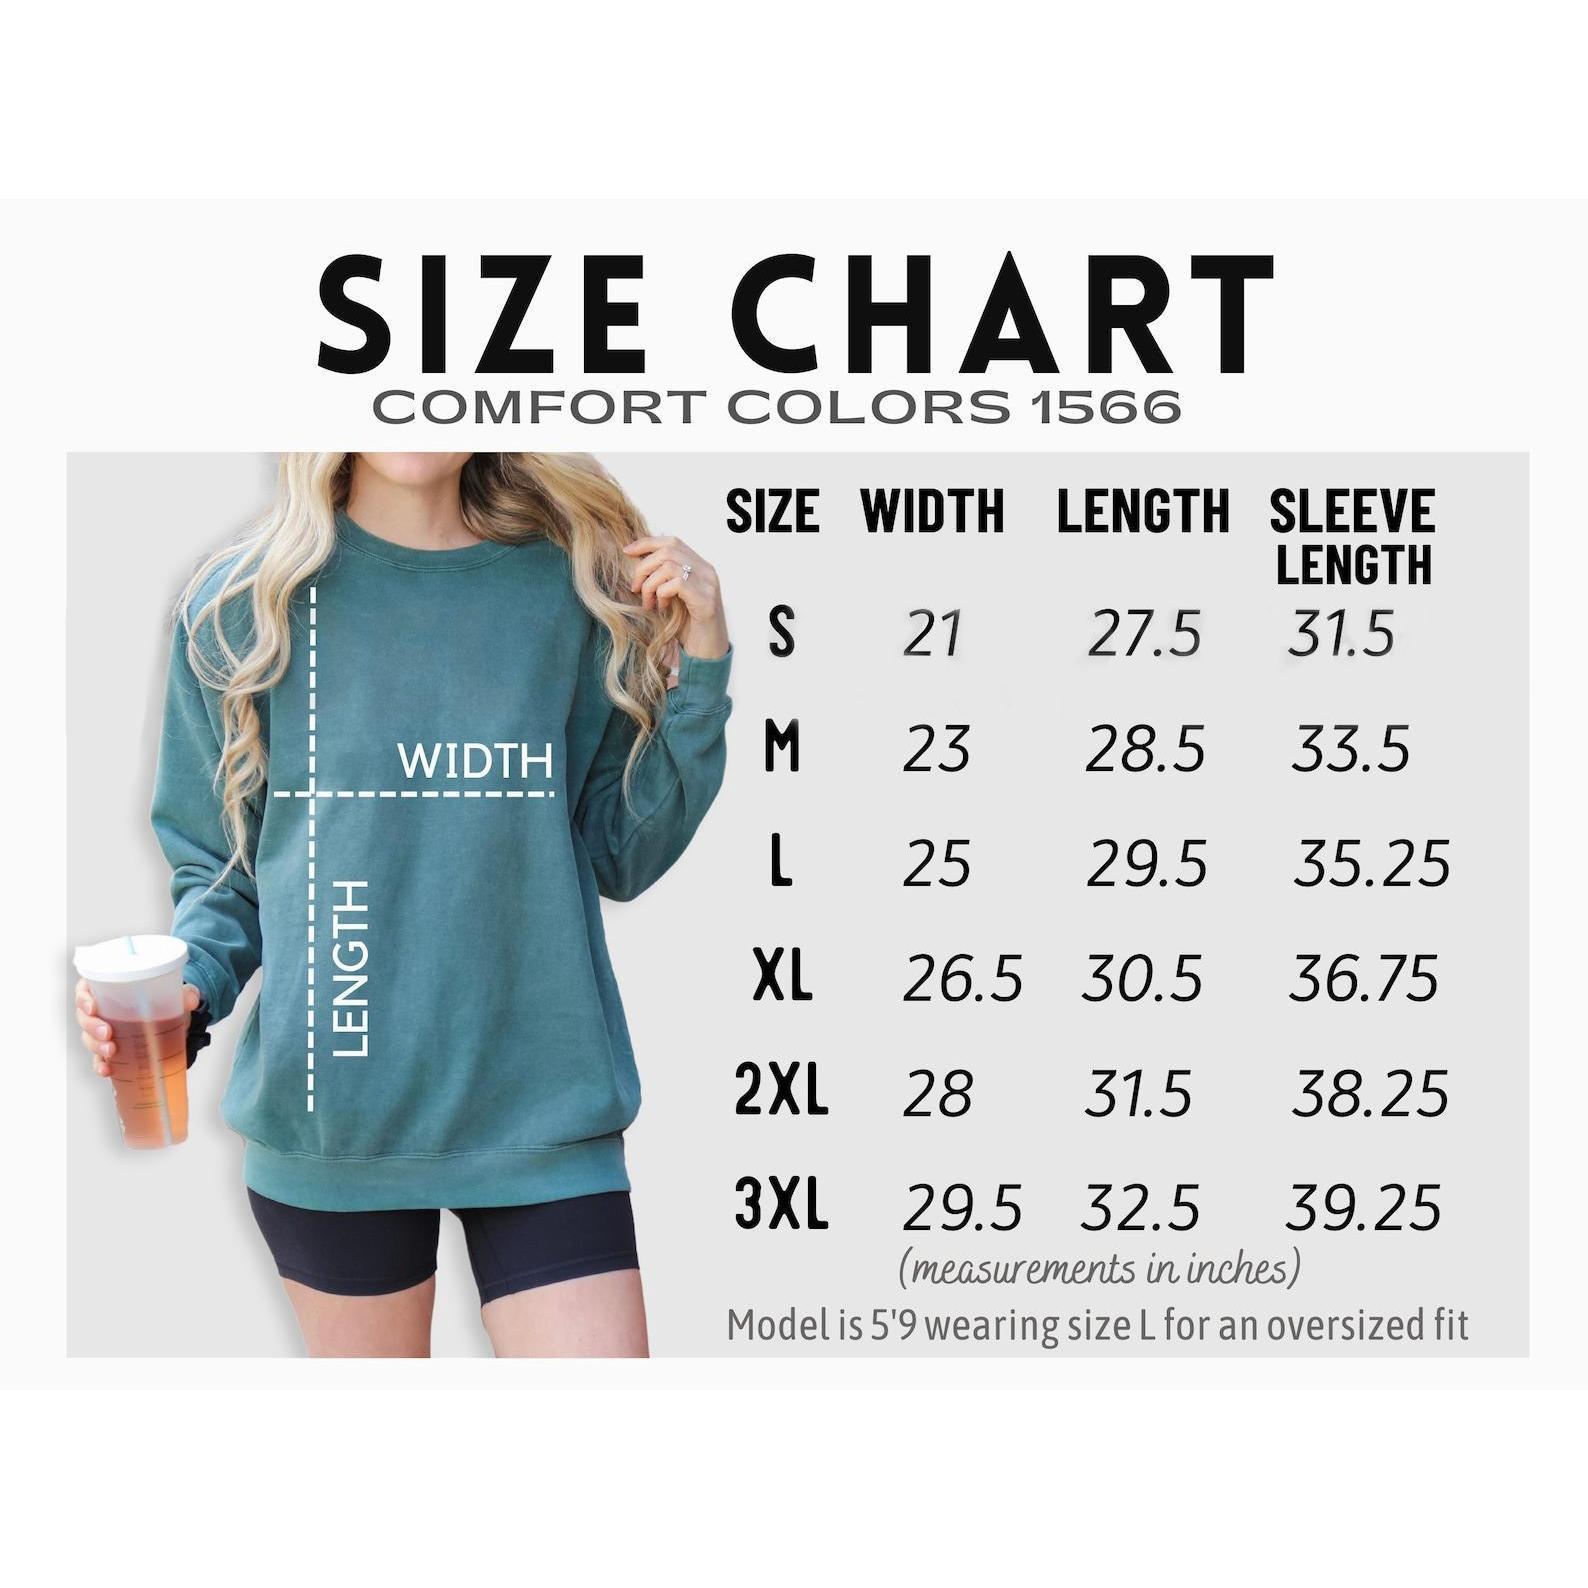 SIZE CHART
COMFORT COLORS 1566
WIDTH
LENGTH
SIZE WIDTH LENGTH SLEEVE LENGTH
S 21 27.5 31.5
M 23 28.5 33.5
L 25 29.5 35.25
XL 26.5 30.5 36.75
2XL 28 31.5 38.25
3XL 29.5 32.5 39.25
(measurements in inches)
Model is 5'9 wearing size L for an oversized fit